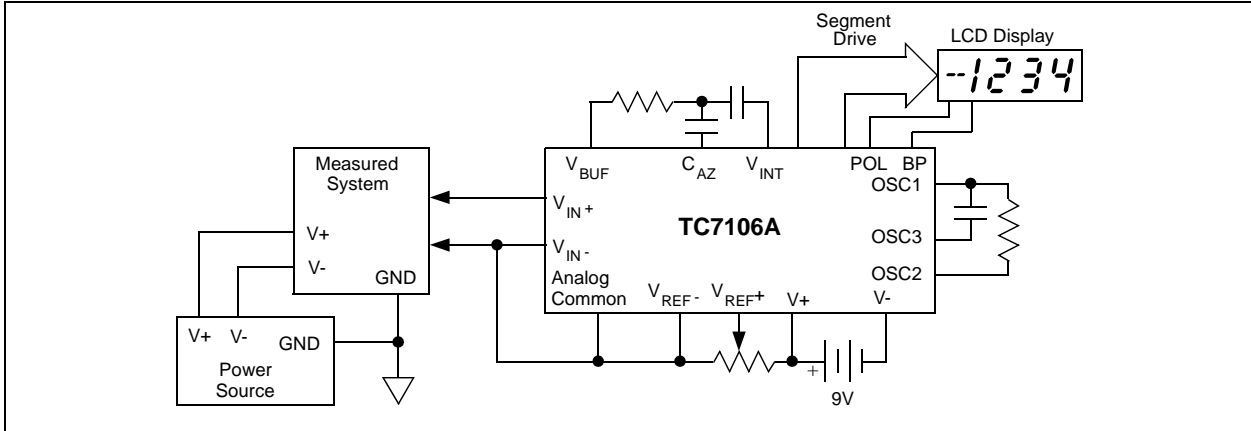 Segment
Drive
LCD Display
--1234
Measured
System
V+
V-
GND
V+
V-
GND
Power
Source
VBUF
CAZ
VINT
POL
BP
OSC1
VIN+
TC7106A
VIN-
OSC3
Analog
Common
VREF-
VREF+
V+
OSC2
V-
+
9V